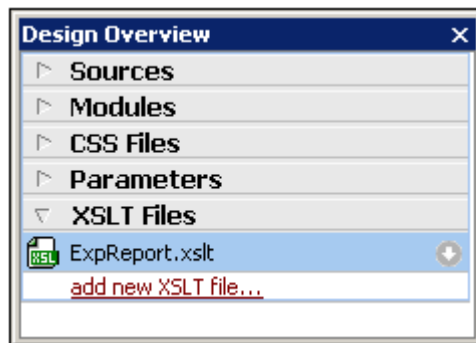 Design Overview
Sources
Modules
CSS Files
Parameters
XSLT Files
XSL ExpReport.xslt
add new XSLT file...